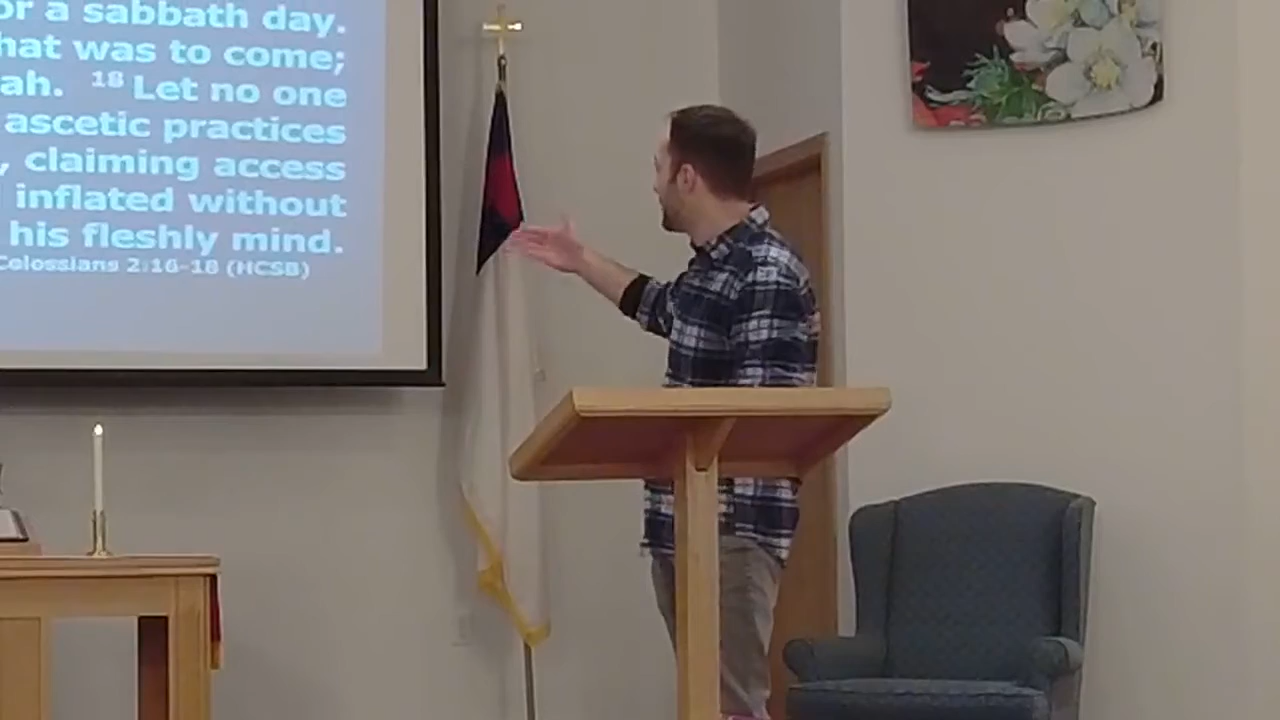 or a sabbath day.
hat was to come;
ah. 18 Let no one
ascetic practices
, claiming access
inflated without
his fleshly mind.
Colossians 2:16-18 (HCSB)